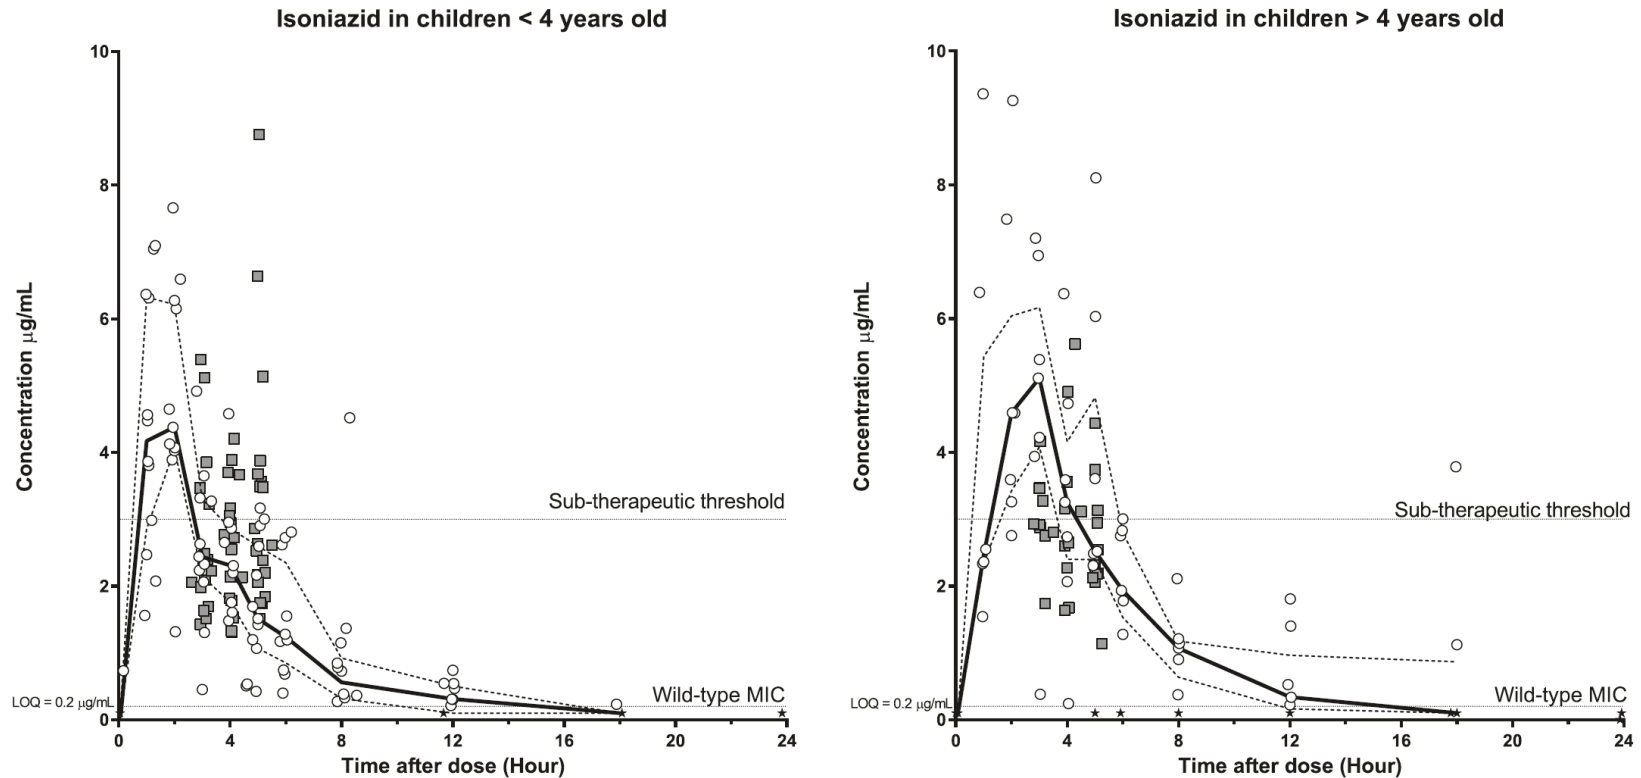 Isoniazid in children < 4 years old
10
8
6
4
2
0
Concentration μg/mL
Sub-therapeutic threshold
Wild-type MIC
LOQ = 0.2 μg/mL
0 4 8 12 16 20 24
Time after dose (Hour)
Isoniazid in children > 4 years old
10
8
6
4
2
0
Concentration μg/mL
Sub-therapeutic threshold
Wild-type MIC
LOQ = 0.2 μg/mL
0 4 8 12 16 20 24
Time after dose (Hour)